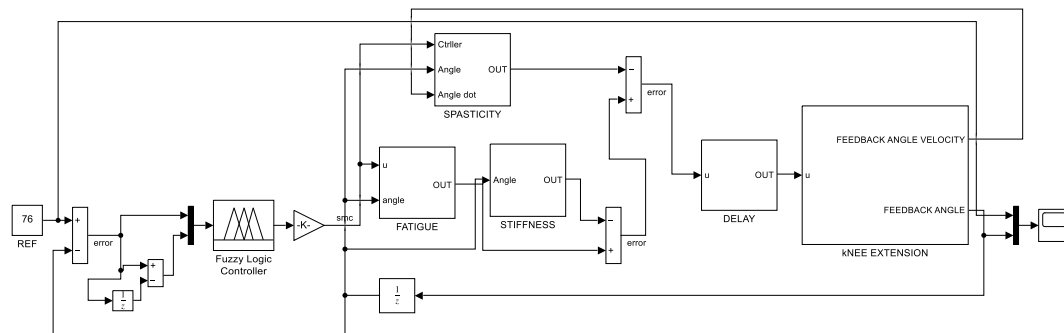 Ctrller
Angle
OUT
Angle dot
SPASTICITY
−
+
error
FEEDBACK ANGLE VELOCITY
u
OUT
u
FEEDBACK ANGLE
DELAY
kNEE EXTENSION
u
OUT
angle
FATIGUE
Angle
OUT
STIFFNESS
−
+
error
76
REF
+
−
error
+
−
1
z
Fuzzy Logic
Controller
-K-
smc
1
z